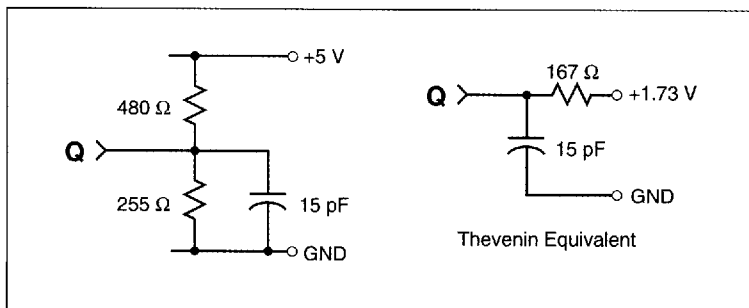 +5 V
480 Ω
Q
255 Ω
15 pF
GND
167 Ω
Q
+1.73 V
15 pF
GND
Thevenin Equivalent